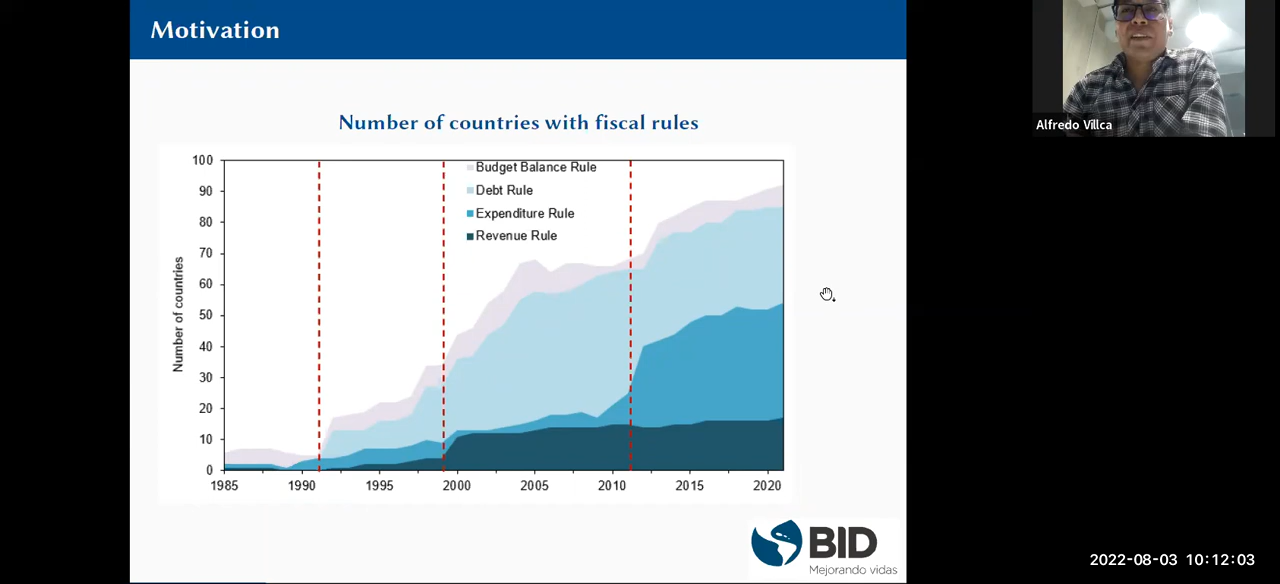 Motivation
Number of countries with fiscal rules
Number of countries
100
90
80
70
60
50
40
30
20
10
0
Budget Balance Rule
Debt Rule
Expenditure Rule
Revenue Rule
1985 1990 1995 2000 2005 2010 2015 2020
BID
Mejorando vidas
Alfredo Villca
2022-08-03 10:12:03